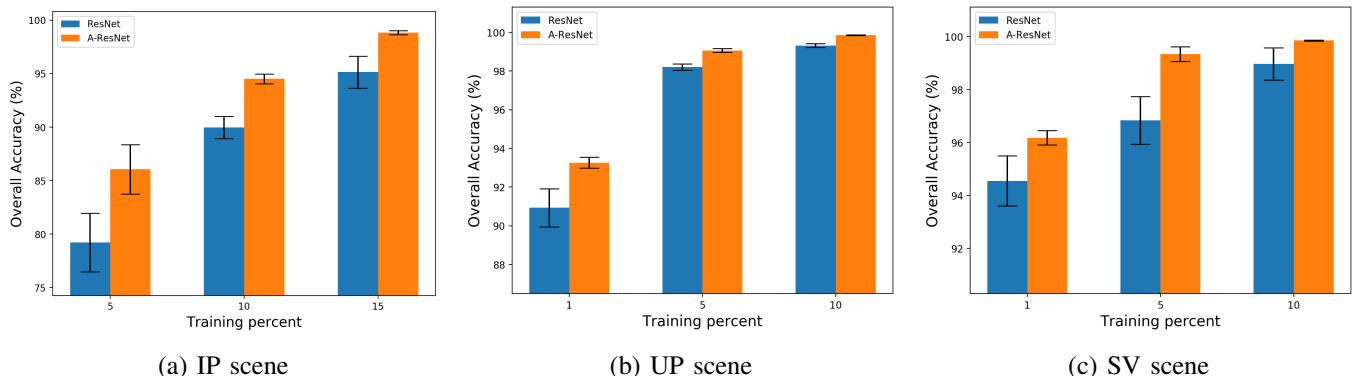 ResNet
A-ResNet
Overall Accuracy (%)
100
95
90
85
80
75
5
10
15
Training percent
(a) IP scene
ResNet
A-ResNet
Overall Accuracy (%)
100
98
96
94
92
90
88
1
5
10
Training percent
(b) UP scene
ResNet
A-ResNet
Overall Accuracy (%)
100
98
96
94
92
1
5
10
Training percent
(c) SV scene